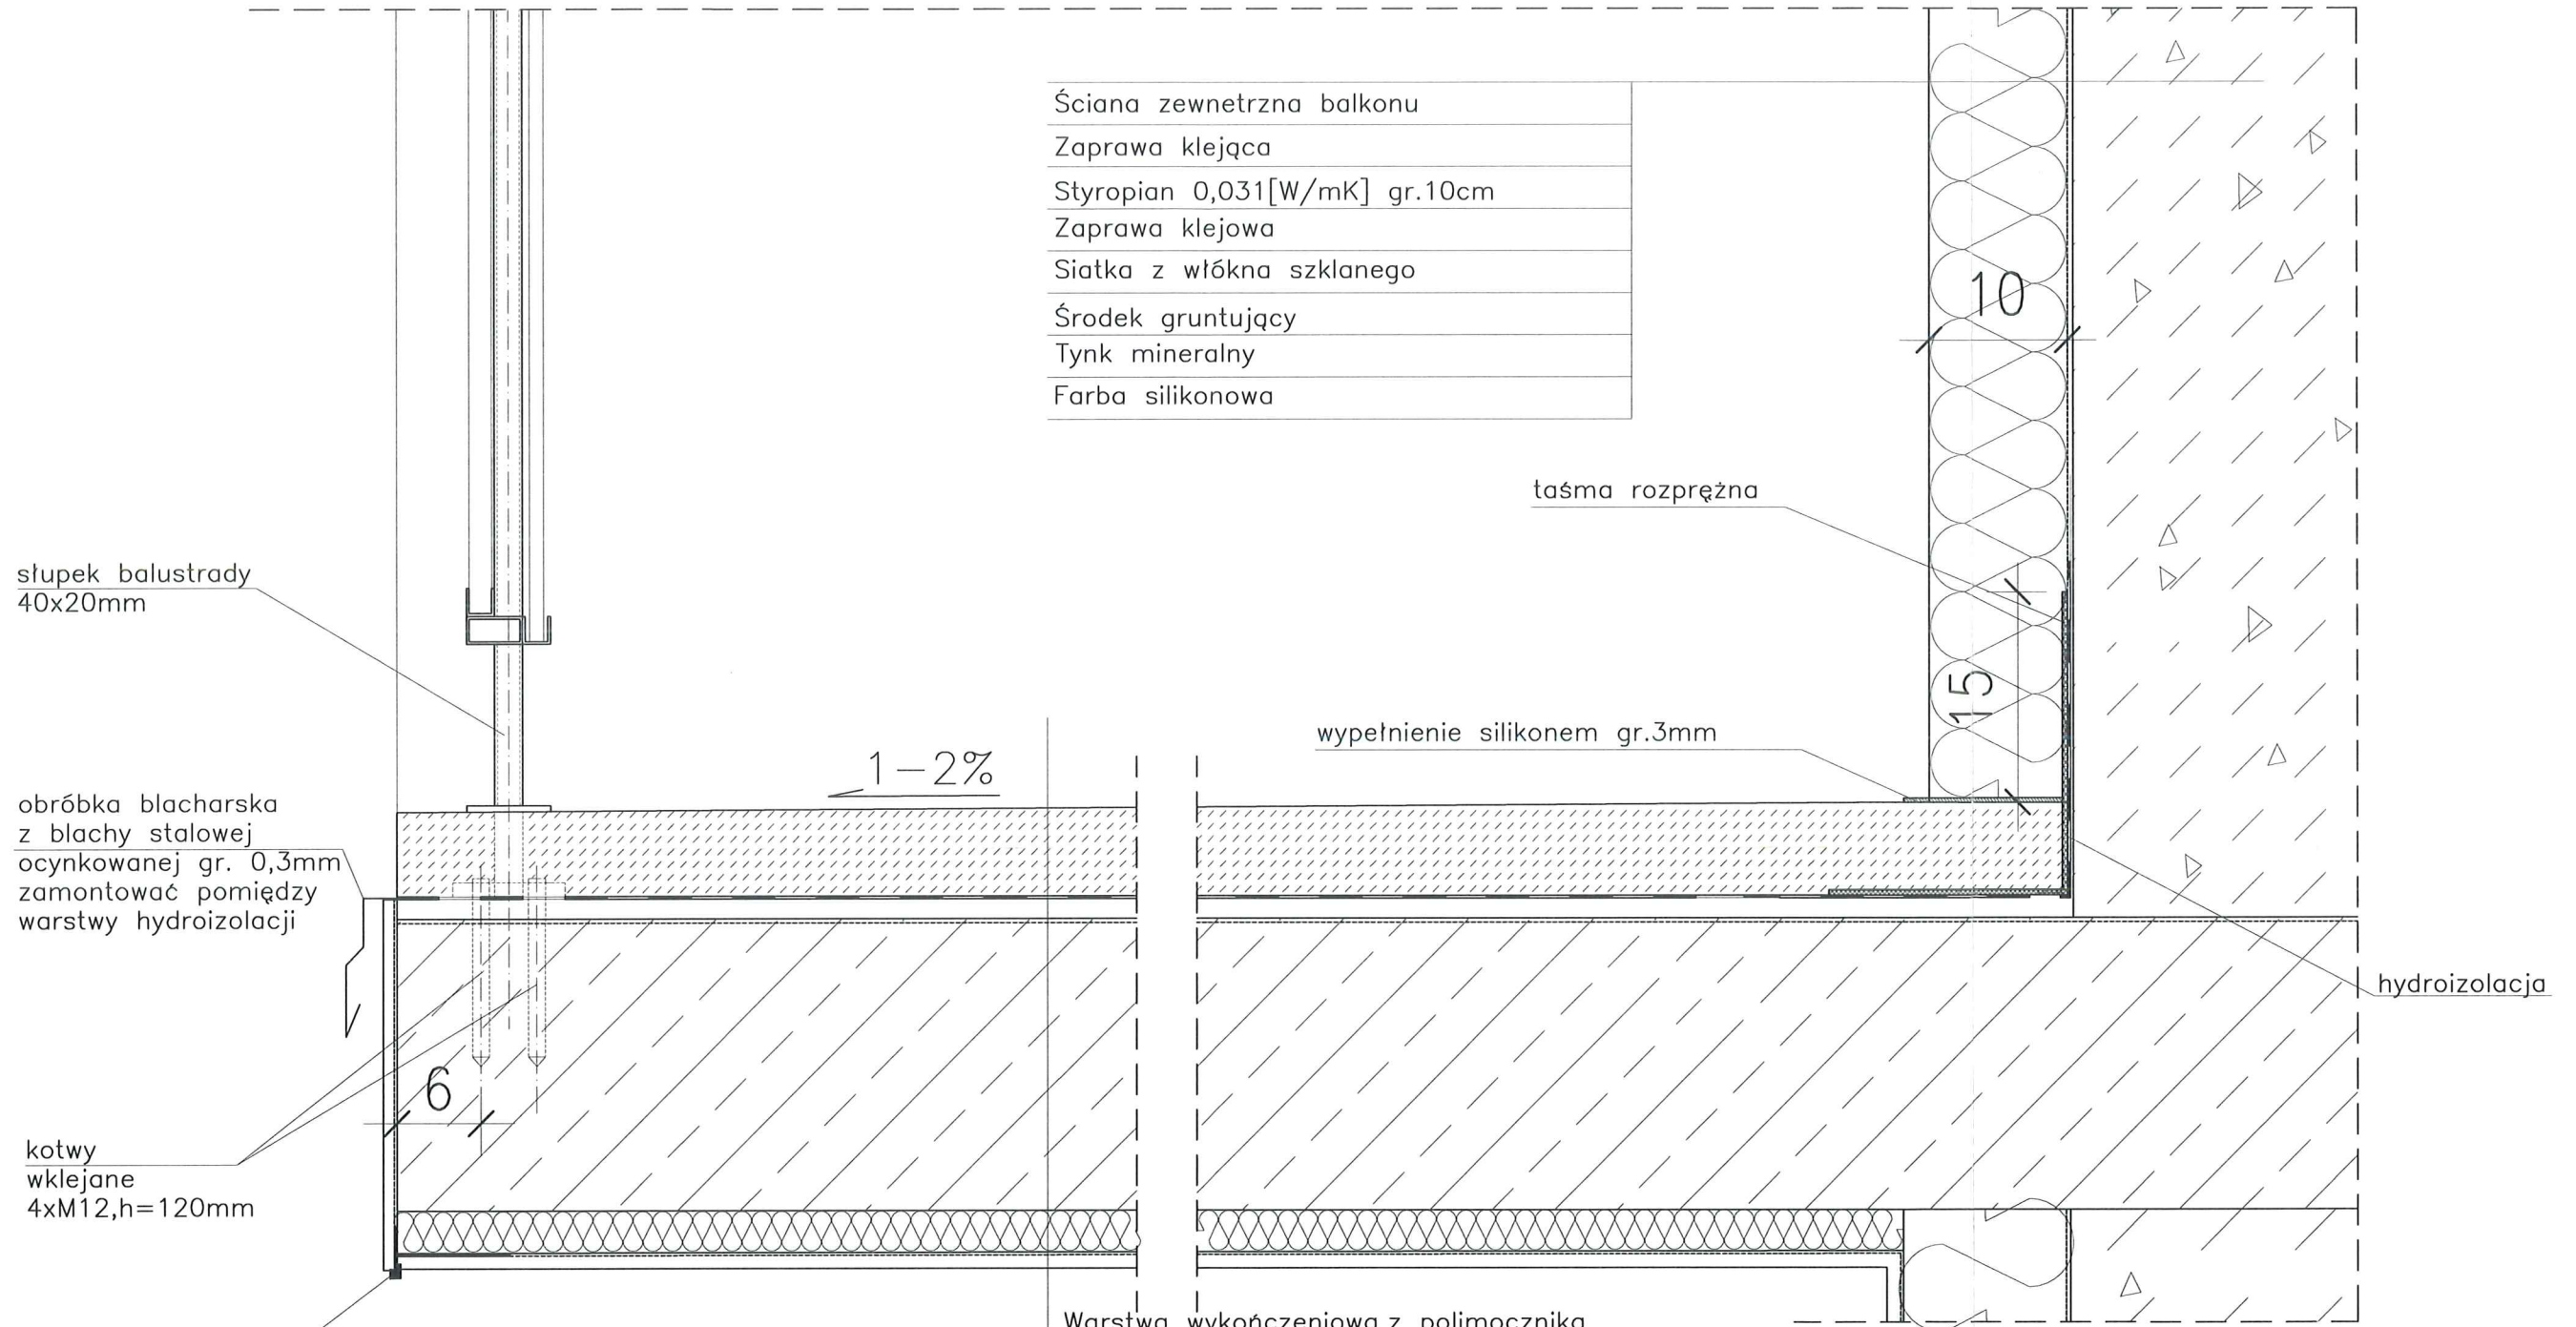 Ściana zewnetrzna balkonu
Zaprawa klejąca
Styropian 0,031[W/mK] gr.10cm
Zaprawa klejowa
Siatka z włókna szklanego
Środek gruntujący
Tynk mineralny
Farba silikonowa
10
taśma rozprężna
słupek balustrady
40x20mm
15
wypełnienie silikonem gr.3mm
1–2%
obróbka blacharska
z blachy stalowej
ocynkowanej gr. 0,3mm
zamontować pomiędzy
warstwy hydroizolacji
hydroizolacja
6
kotwy
wklejane
4xM12,h=120mm
Warstwa wykończeniowa z polimocznika